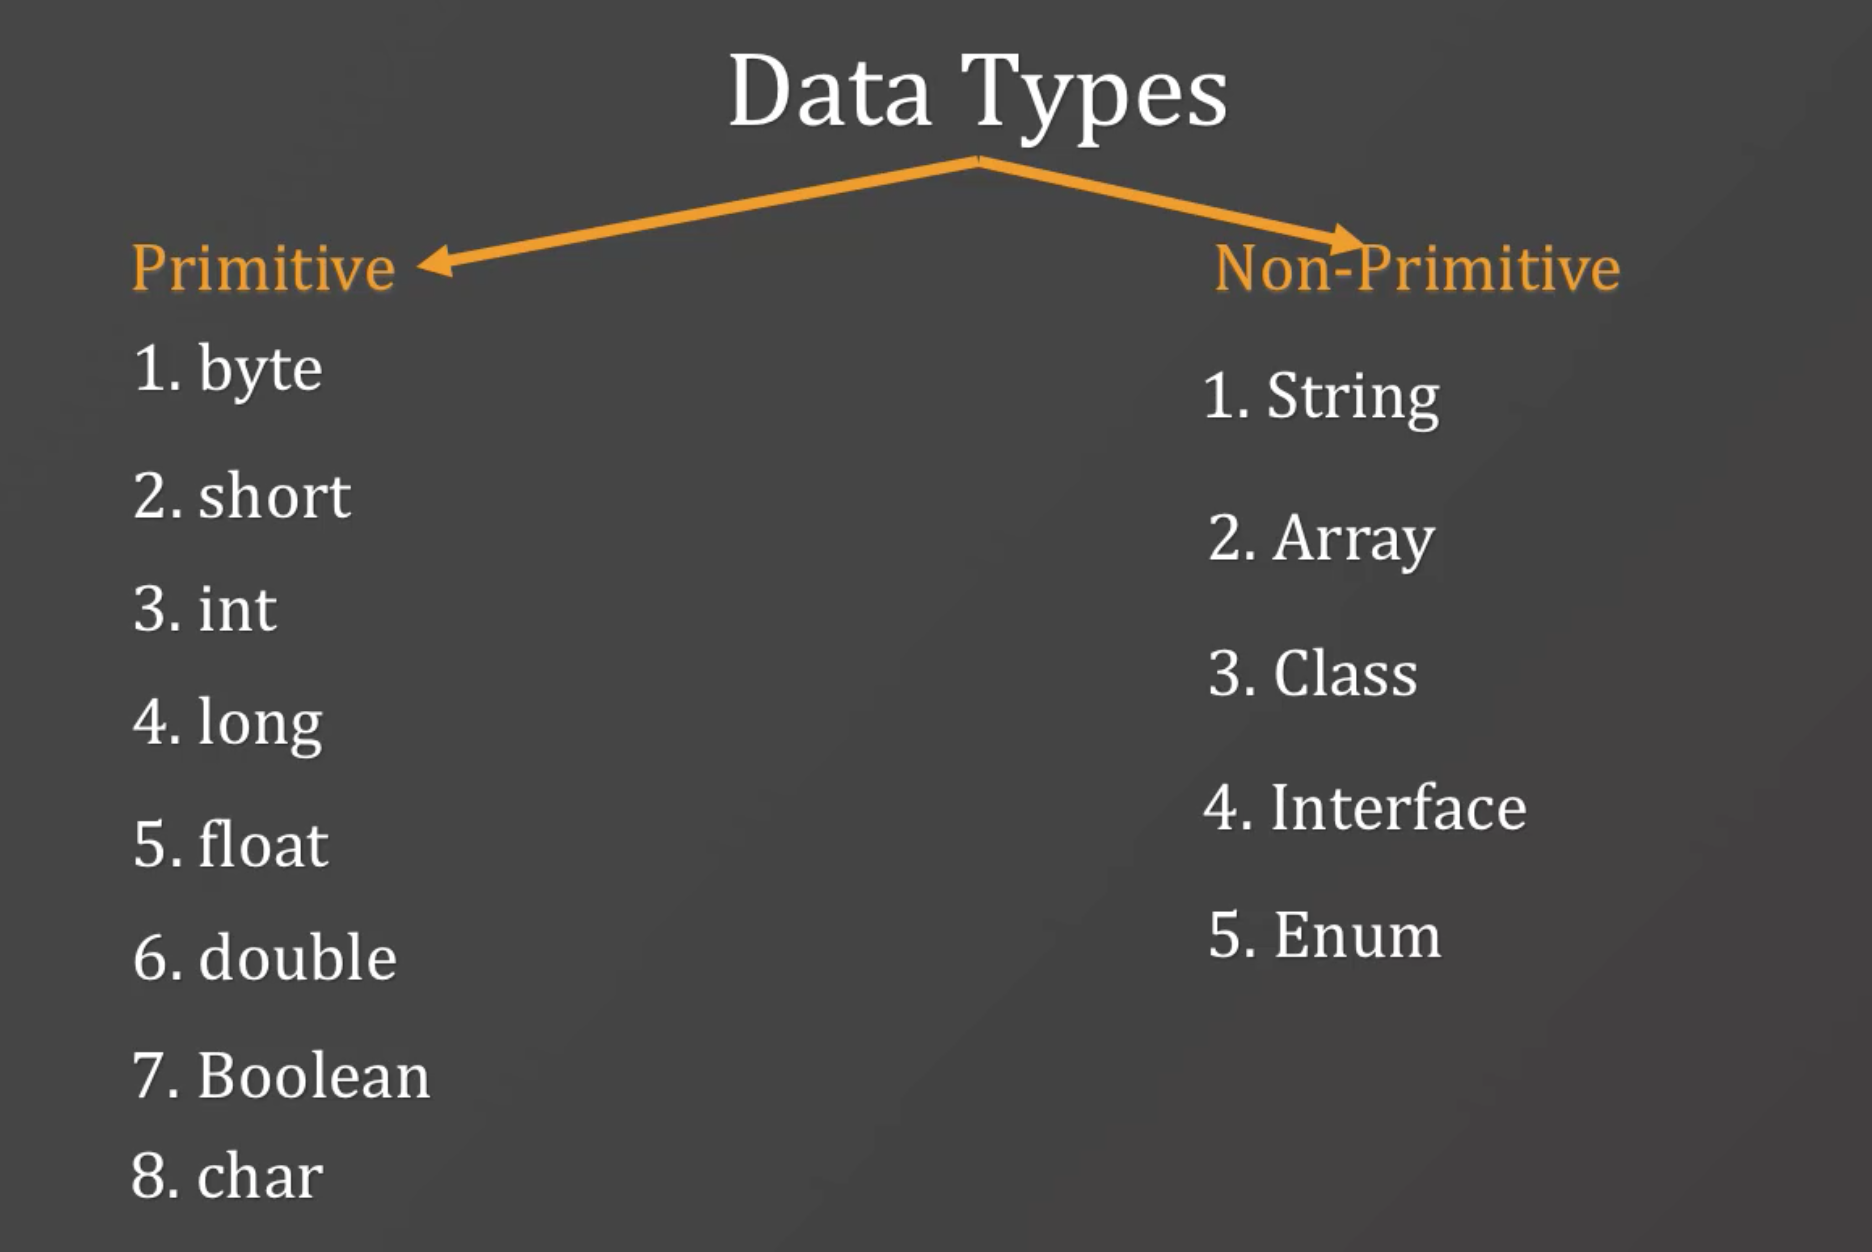 Data Types
Primitive
1. byte
2. short
3. int
4. long
5. float
6. double
7. Boolean
8. char
Non-Primitive
1. String
2. Array
3. Class
4. Interface
5. Enum